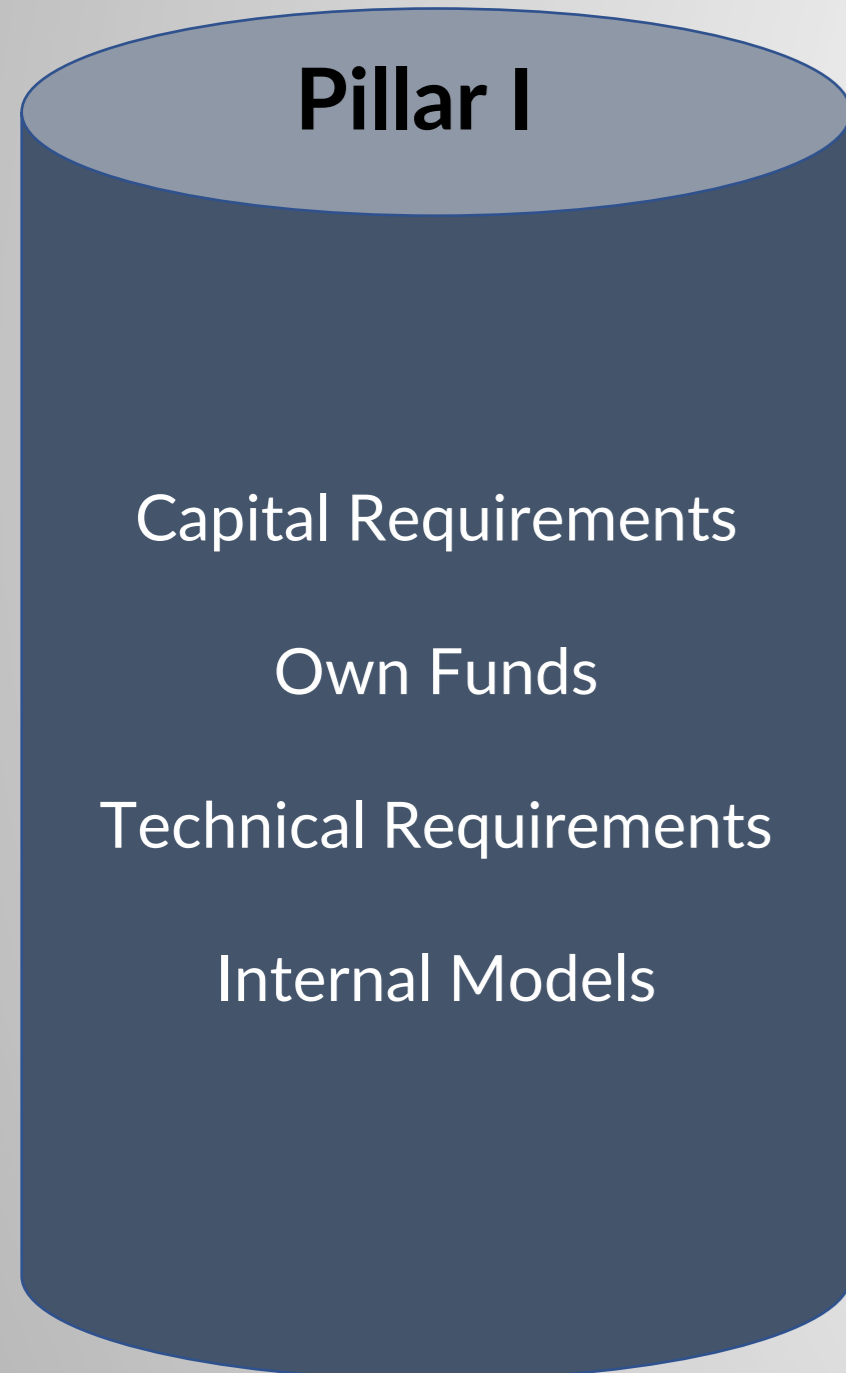 Pillar I
Capital Requirements
Own Funds
Technical Requirements
Internal Models